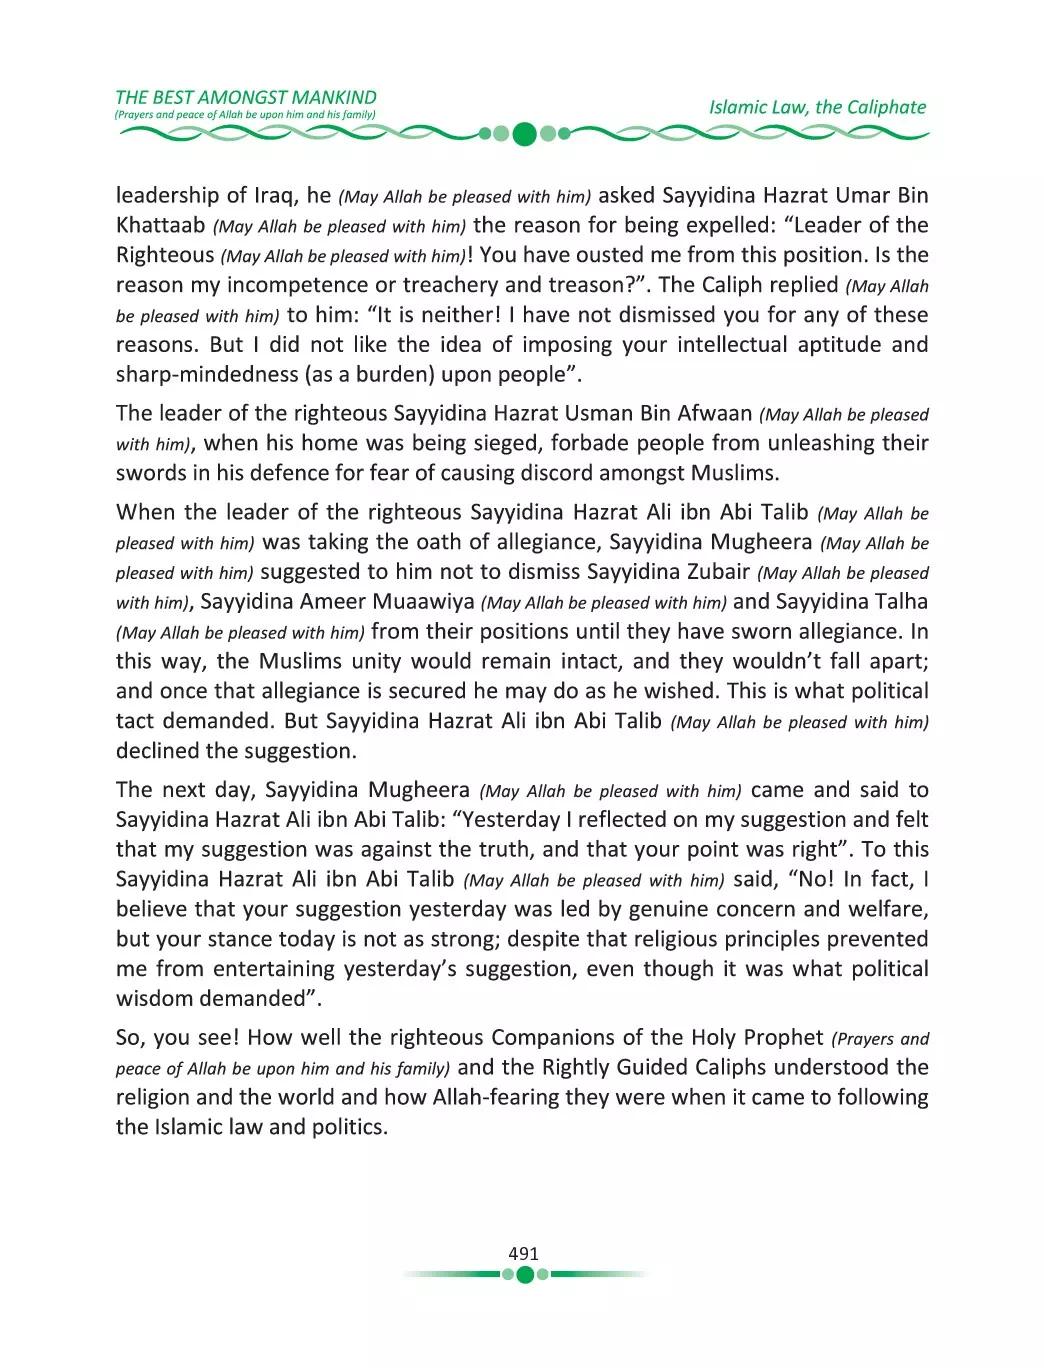 THE BEST AMONGST MANKIND
(Prayers and peace of Allah be upon him and his family)
Islamic Law, the Caliphate
leadership of Iraq, he (May Allah be pleased with him) asked Sayyidina Hazrat Umar Bin
Khattaab (May Allah be pleased with him) the reason for being expelled: “Leader of the
Righteous (May Allah be pleased with him)! You have ousted me from this position. Is the
reason my incompetence or treachery and treason?”. The Caliph replied (May Allah
be pleased with him) to him: “It is neither! I have not dismissed you for any of these
reasons. But I did not like the idea of imposing your intellectual aptitude and
sharp-mindedness (as a burden) upon people”.
The leader of the righteous Sayyidina Hazrat Usman Bin Afwaan (May Allah be pleased
with him), when his home was being sieged, forbade people from unleashing their
swords in his defence for fear of causing discord amongst Muslims.
When the leader of the righteous Sayyidina Hazrat Ali ibn Abi Talib (May Allah be
pleased with him) was taking the oath of allegiance, Sayyidina Mugheera (May Allah be
pleased with him) suggested to him not to dismiss Sayyidina Zubair (May Allah be pleased
with him), Sayyidina Ameer Muaawiya (May Allah be pleased with him) and Sayyidina Talha
(May Allah be pleased with him) from their positions until they have sworn allegiance. In
this way, the Muslims unity would remain intact, and they wouldn’t fall apart;
and once that allegiance is secured he may do as he wished. This is what political
tact demanded. But Sayyidina Hazrat Ali ibn Abi Talib (May Allah be pleased with him)
declined the suggestion.
The next day, Sayyidina Mugheera (May Allah be pleased with him) came and said to
Sayyidina Hazrat Ali ibn Abi Talib: “Yesterday I reflected on my suggestion and felt
that my suggestion was against the truth, and that your point was right”. To this
Sayyidina Hazrat Ali ibn Abi Talib (May Allah be pleased with him) said, “No! In fact, I
believe that your suggestion yesterday was led by genuine concern and welfare,
but your stance today is not as strong; despite that religious principles prevented
me from entertaining yesterday’s suggestion, even though it was what political
wisdom demanded”.
So, you see! How well the righteous Companions of the Holy Prophet (Prayers and
peace of Allah be upon him and his family) and the Rightly Guided Caliphs understood the
religion and the world and how Allah-fearing they were when it came to following
the Islamic law and politics.
491